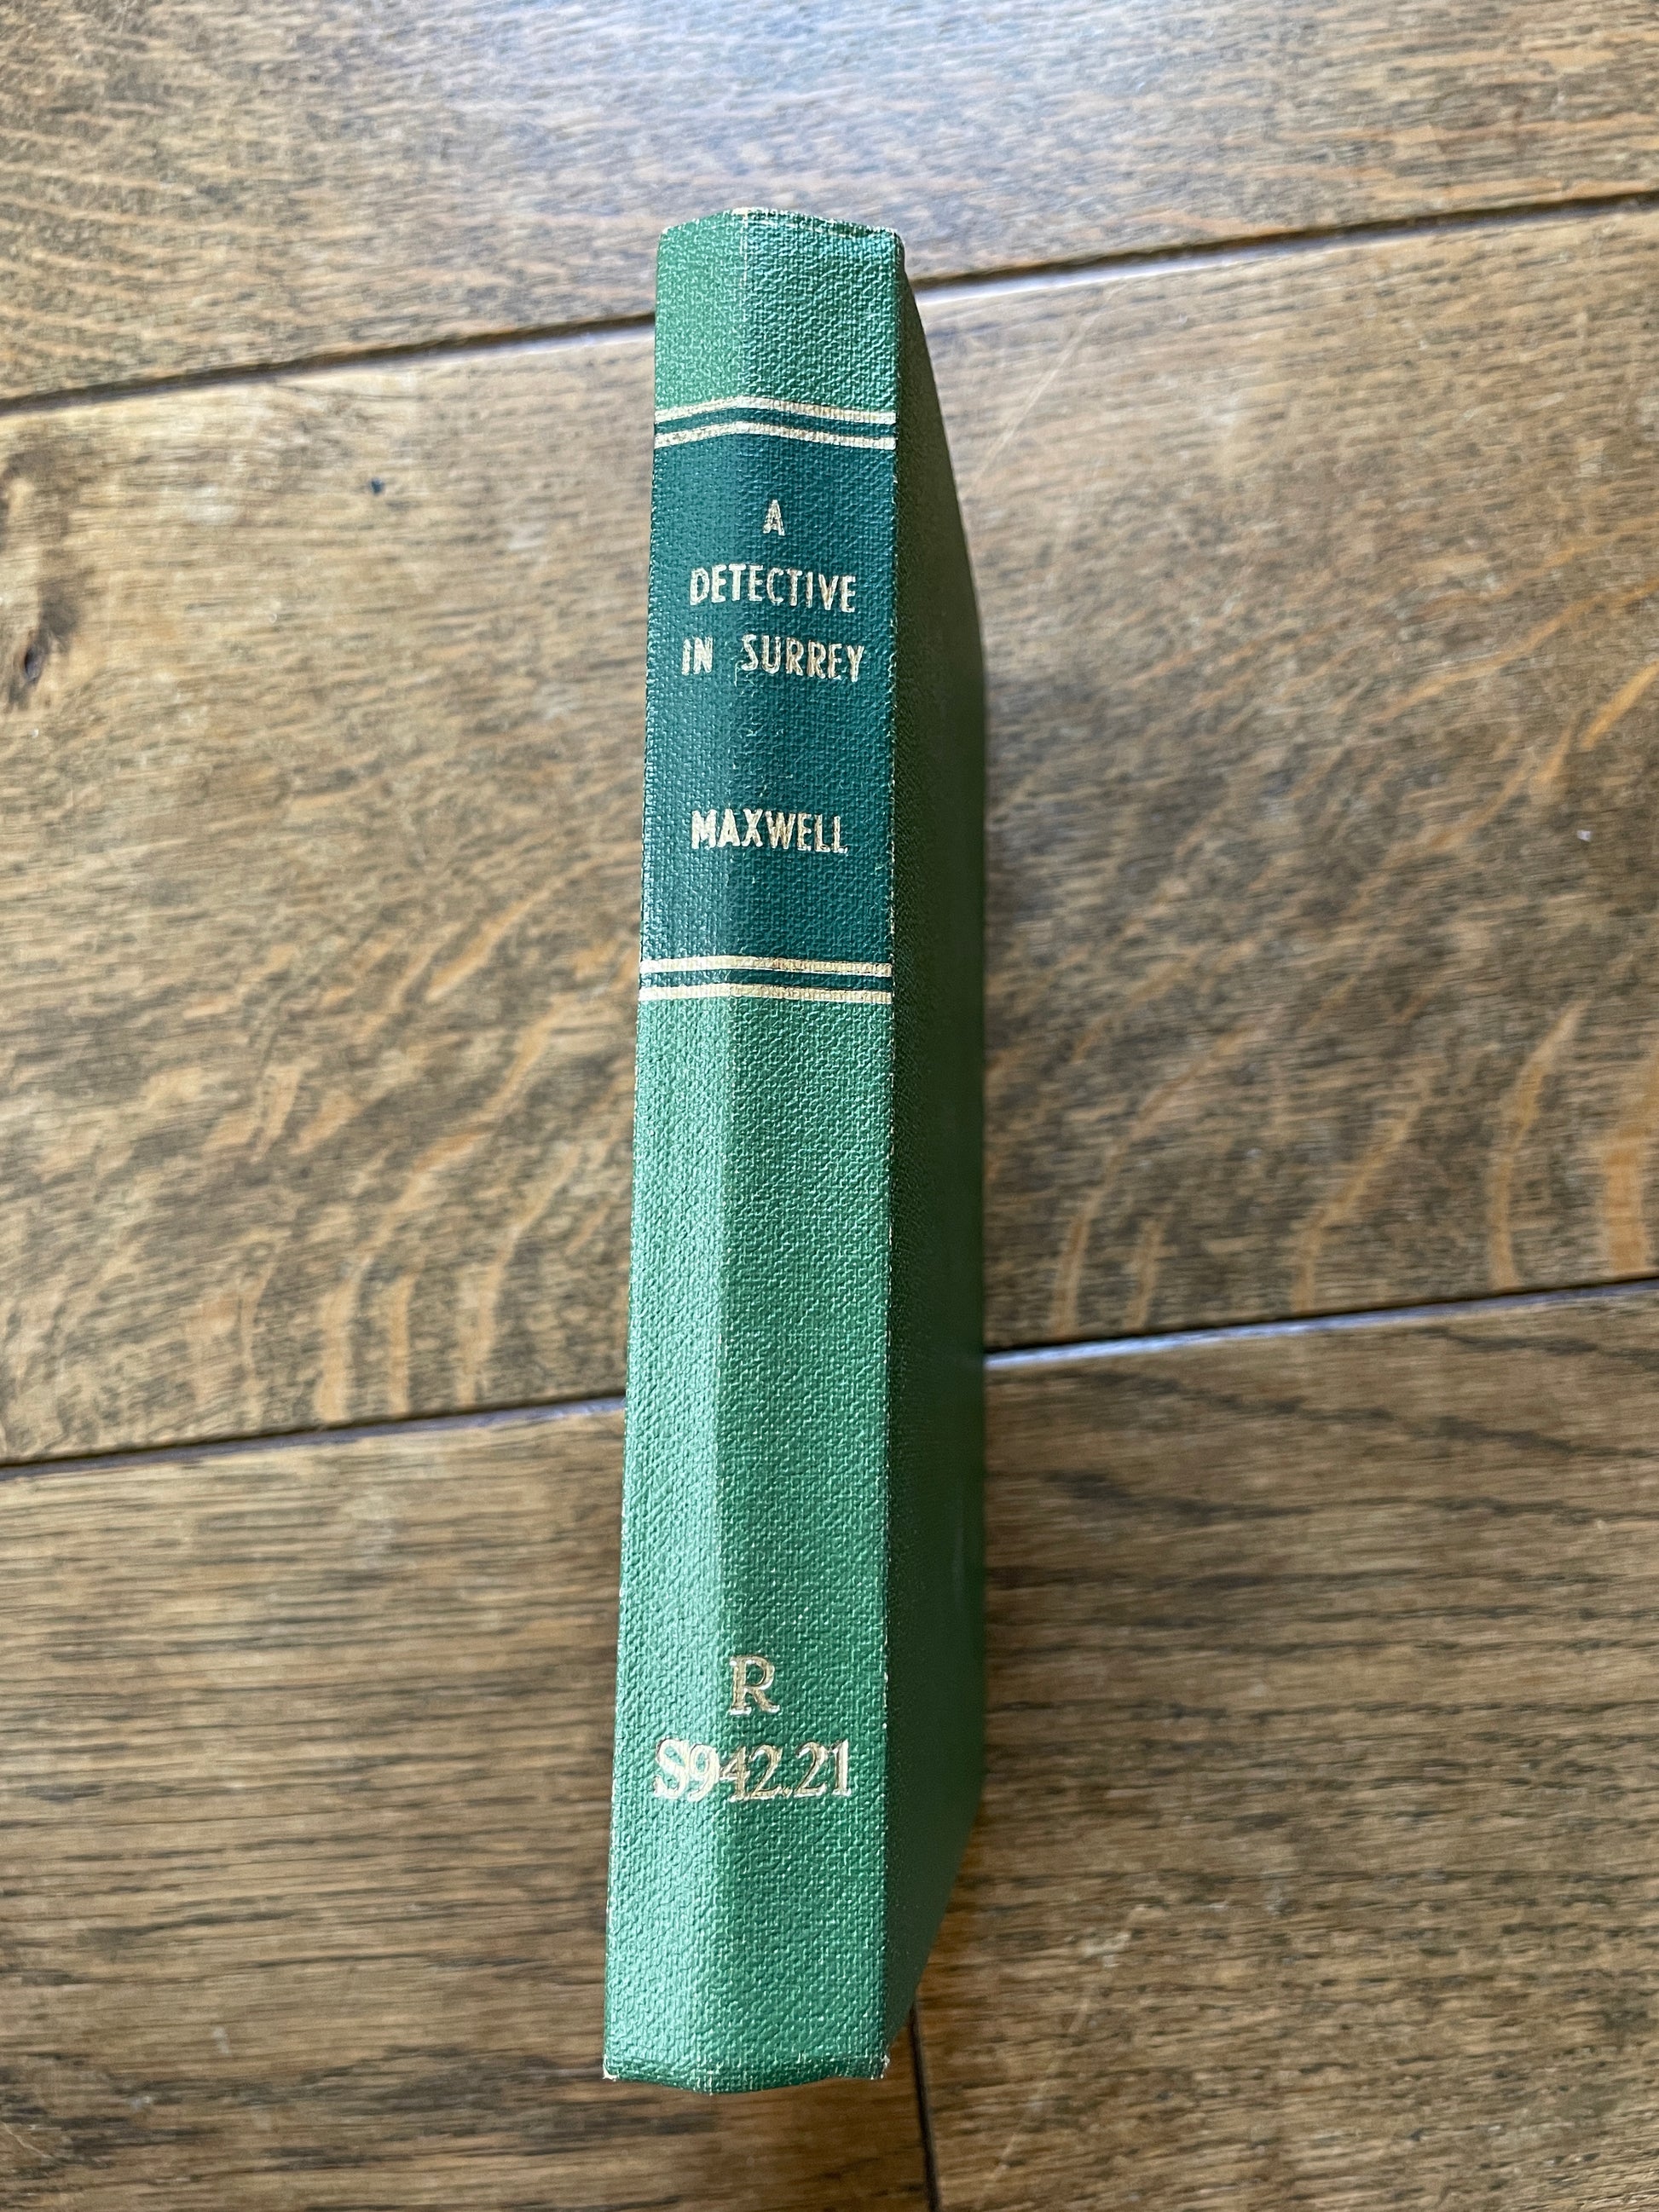 A
DETECTIVE
IN SURREY
MAXWELL
R
S942.21